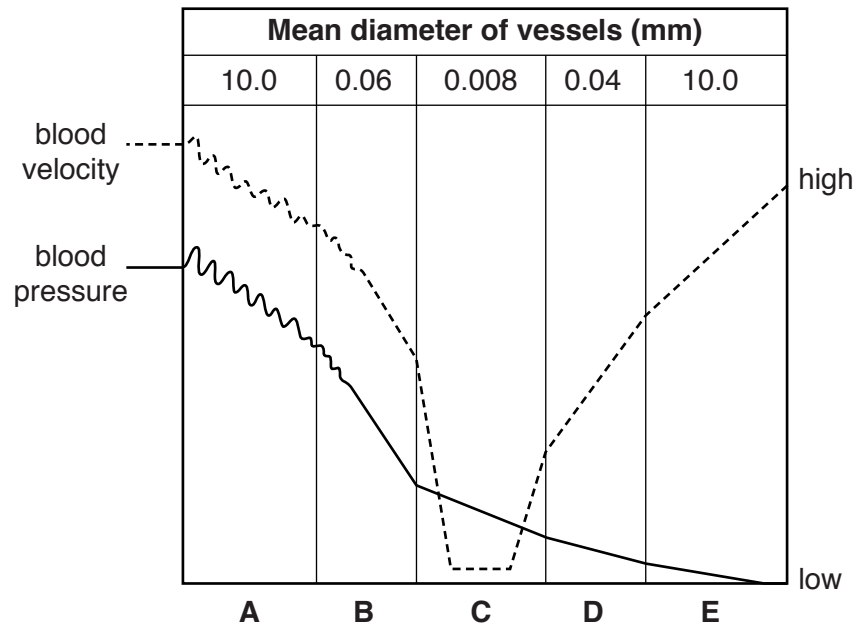 Mean diameter of vessels (mm)
10.0 0.06 0.008 0.04 10.0
blood
velocity
high
blood
pressure
low
A B C D E